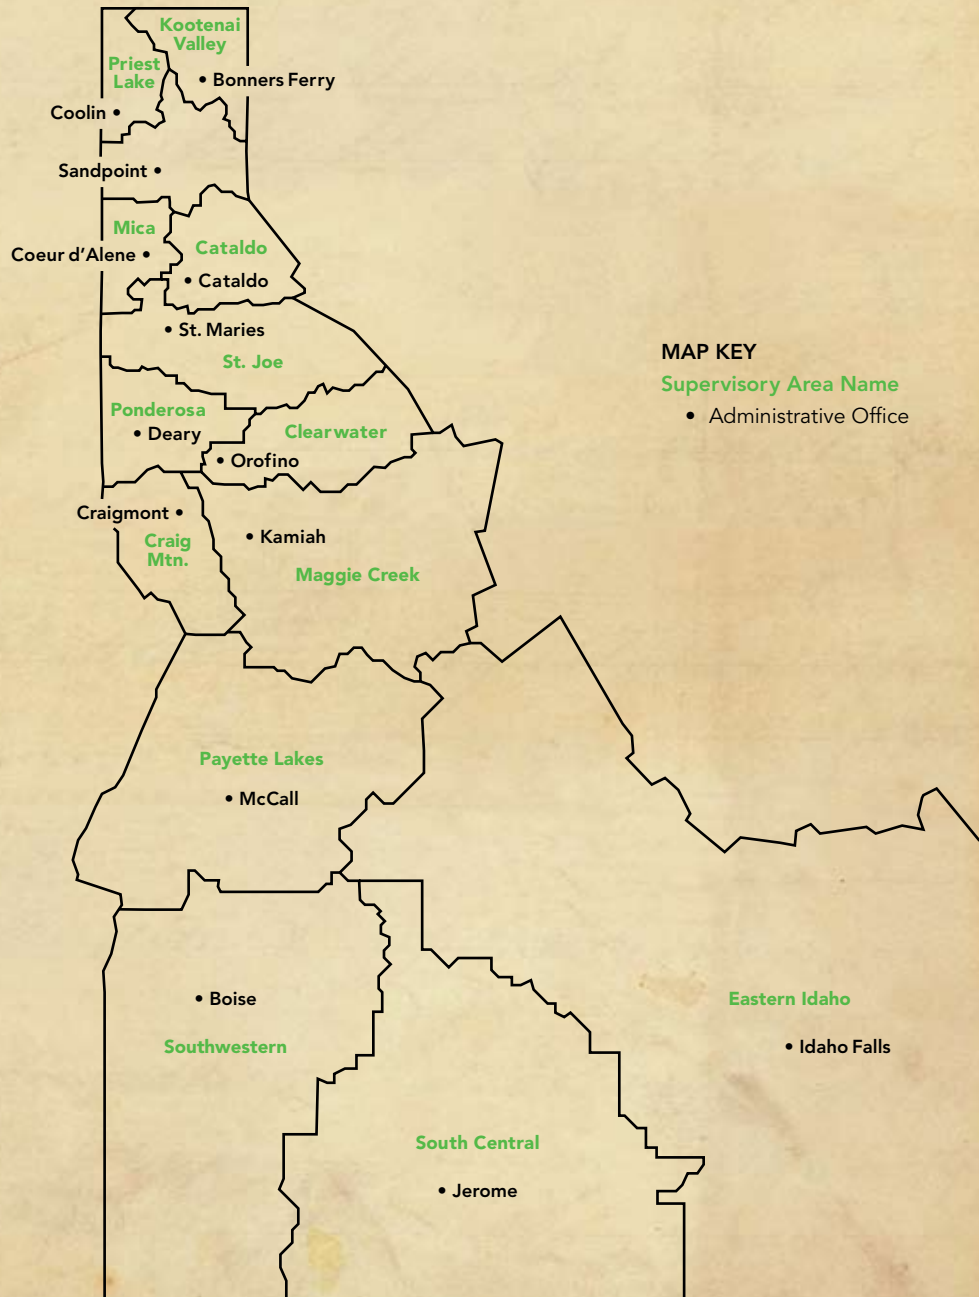 Kootenai
Valley
Priest
Lake
• Bonners Ferry
Coolin •
Sandpoint •
Mica
Cataldo
Coeur d'Alene •
• Cataldo
• St. Maries
St. Joe
MAP KEY
Supervisory Area Name
• Administrative Office
Ponderosa
• Deary
Clearwater
• Orofino
Craigmont •
Craig
Mtn.
• Kamiah
Maggie Creek
Payette Lakes
• McCall
• Boise
Southwestern
Eastern Idaho
• Idaho Falls
South Central
• Jerome